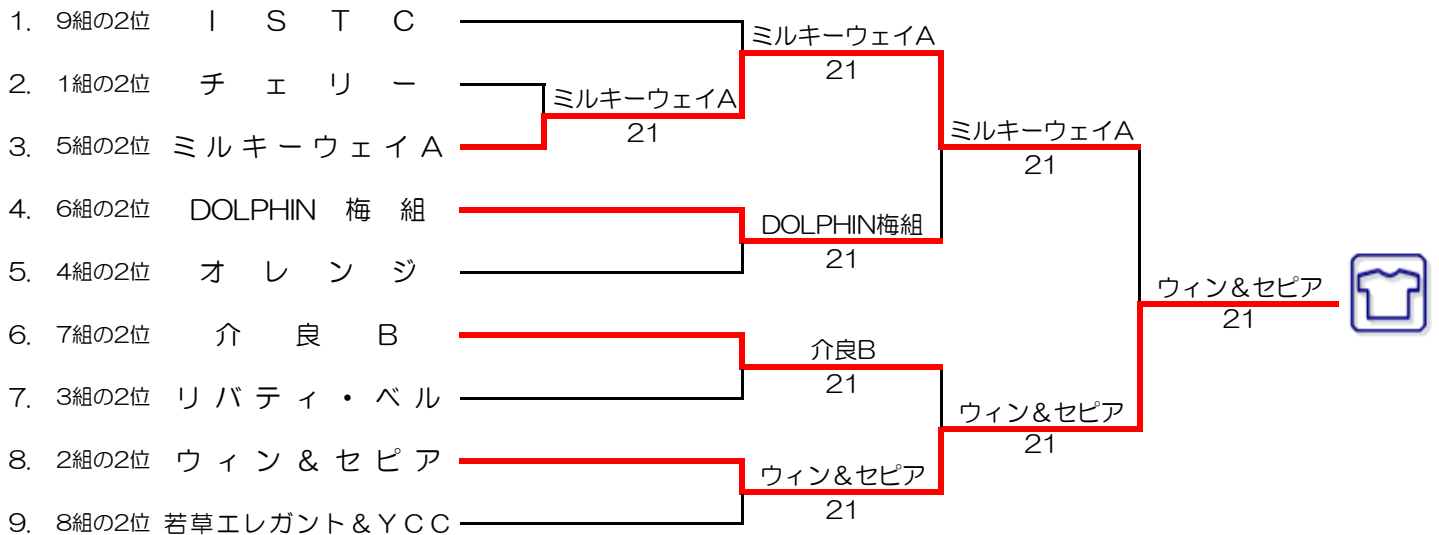 1. 9組の2位 ISTC
2. 1組の2位 チェリー
3. 5組の2位 ミルキーウェイA
4. 6組の2位 DOLPHIN 梅組
5. 4組の2位 オレンジ
6. 7組の2位 介良B
7. 3組の2位 リバティ・ベル
8. 2組の2位 ウィン&セピア
9. 8組の2位 若草エレガント&YCC
ミルキーウェイA
21
ミルキーウェイA
21
DOLPHIN梅組
21
介良B
21
ウィン&セピア
21
ミルキーウェイA
21
ウィン&セピア
21
ウィン&セピア
21